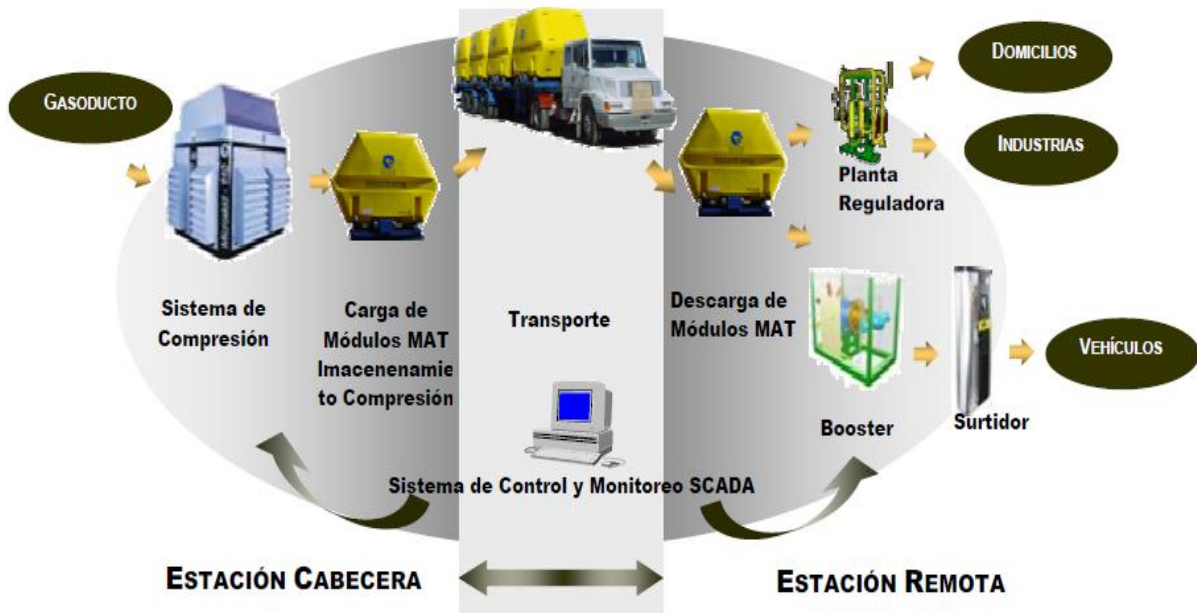 GASODUCTO
DOMICILIOS
INDUSTRIAS
Planta
Reguladora
Sistema de
Compresión
Carga de
Módulos MAT
Imacenenamie
to Compresión
Transporte
Descarga de
Módulos MAT
VEHÍCULOS
Booster
Surtidor
Sistema de Control y Monitoreo SCADA
ESTACIÓN CABECERA
ESTACIÓN REMOTA